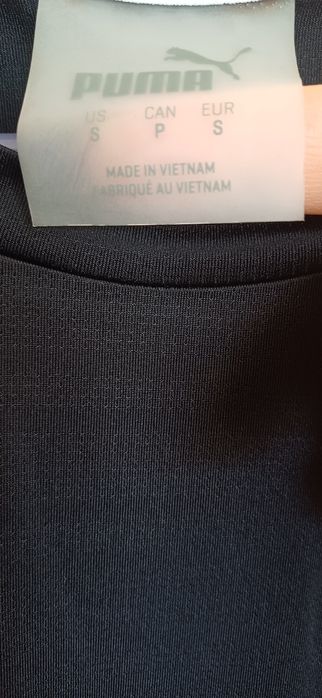 PUMA
US CAN EUR
S P S
MADE IN VIETNAM
FABRIQUÉ AU VIETNAM